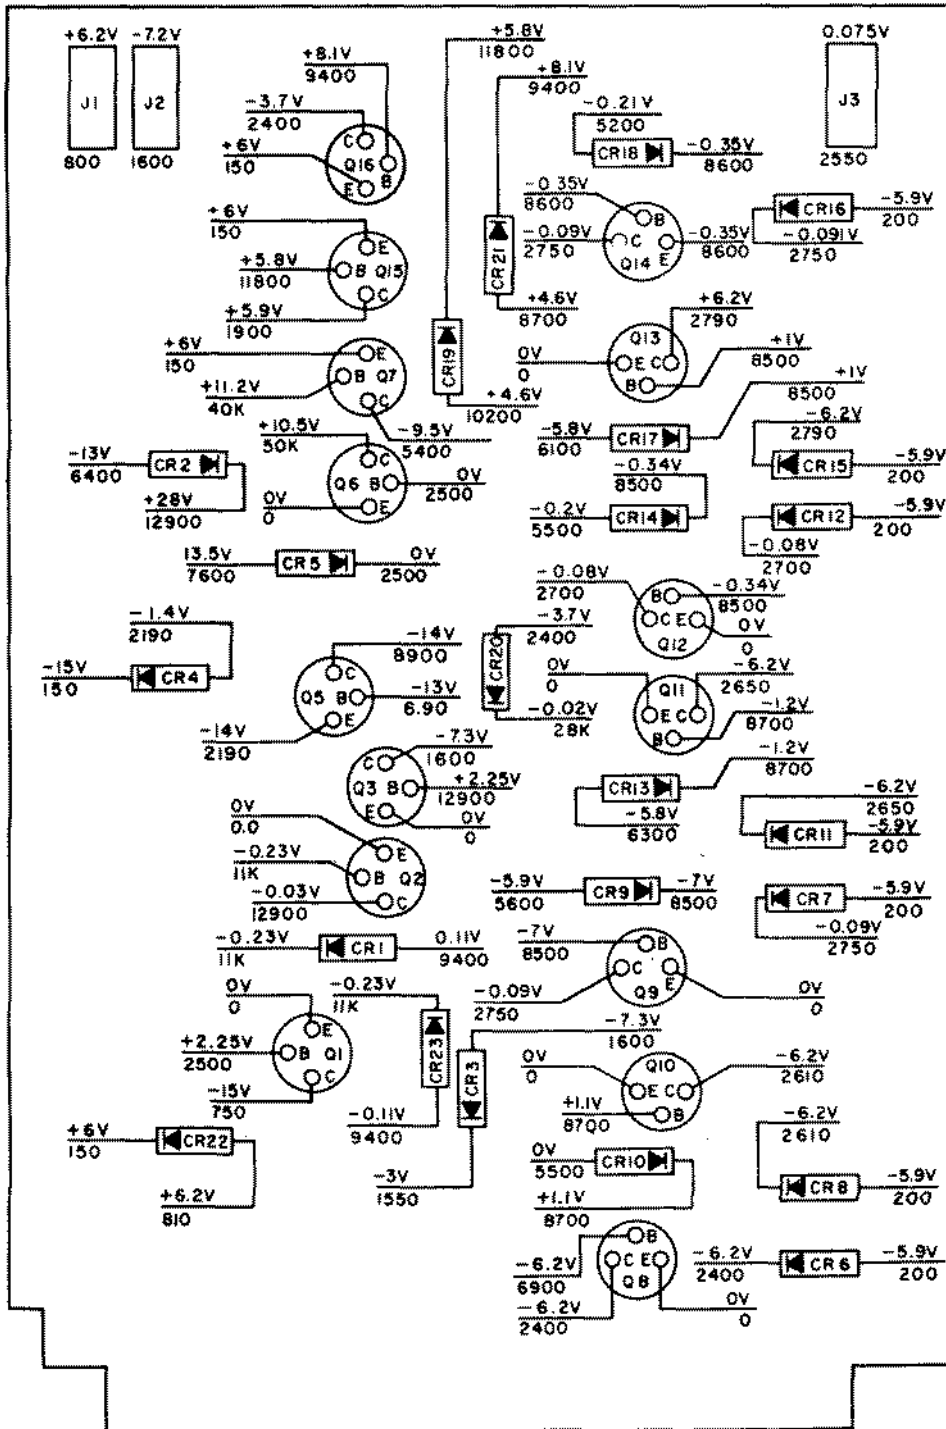 +6.2V -7.2V
J1 J2
800 1600
+8.1V
9400
-3.7V
2400
+6V
150
C
Q16
B
E
+5.8V
11800
+8.1V
9400
-0.21V
5200
CR18
-0.35V
8600
0.075V
J3
2550
+6V
150
+5.8V
11800
+5.9V
1900
E
B Q15
C
CR21
+4.6V
8700
-0.35V
8600
-0.09V
2750
B
C
Q14 E
-0.35V
8600
CR16
-5.9V
200
-0.091V
2750
+6V
150
+11.2V
40K
E
B Q7
C
-9.5V
5400
CR19
+4.6V
10200
0V
0
Q13
E C
B
+6.2V
2790
+1V
8500
-5.8V
6100
CR17
+1V
8500
-6.2V
2790
CR15
-5.9V
200
-13V
6400
CR2
+28V
12900
+10.5V
50K
0V
0
C
Q6 B
E
0V
2500
-0.34V
8500
-0.2V
5500
CR14
CR12
-5.9V
200
-0.08V
2700
13.5V
7600
CR5
0V
2500
-0.08V
2700
B
C E
Q12
-0.34V
8500
0V
0
-1.4V
2190
-15V
150
CR4
-14V
8900
C
Q5 B
E
-13V
6.90
-14V
2190
-3.7V
2400
CR20
-0.02V
28K
0V
0
Q11
E C
B
-6.2V
2650
-1.2V
8700
-7.3V
1600
C
Q3 B
E
+2.25V
12900
0V
0
CR13
-1.2V
8700
-5.8V
6300
-6.2V
2650
CR11
-5.9V
200
0V
0.0
-0.23V
11K
-0.03V
12900
E
B Q2
C
-5.9V
5600
CR9
-7V
8500
CR7
-5.9V
200
-0.09V
2750
-0.23V
11K
CR1
0.11V
9400
-7V
8500
-0.09V
2750
B
C E
Q9
0V
0
0V
0
+2.25V
2500
-15V
750
E
B Q1
C
-0.23V
11K
CR23
-0.11V
9400
-7.3V
1600
CR3
-3V
1550
0V
0
+1.1V
8700
Q10
E C
B
-6.2V
2610
+6V
150
CR22
+6.2V
810
0V
5500
CR10
+1.1V
8700
-6.2V
2610
CR8
-5.9V
200
-6.2V
6900
-6.2V
2400
B
C E
Q8
0V
0
-6.2V
2400
CR6
-5.9V
200